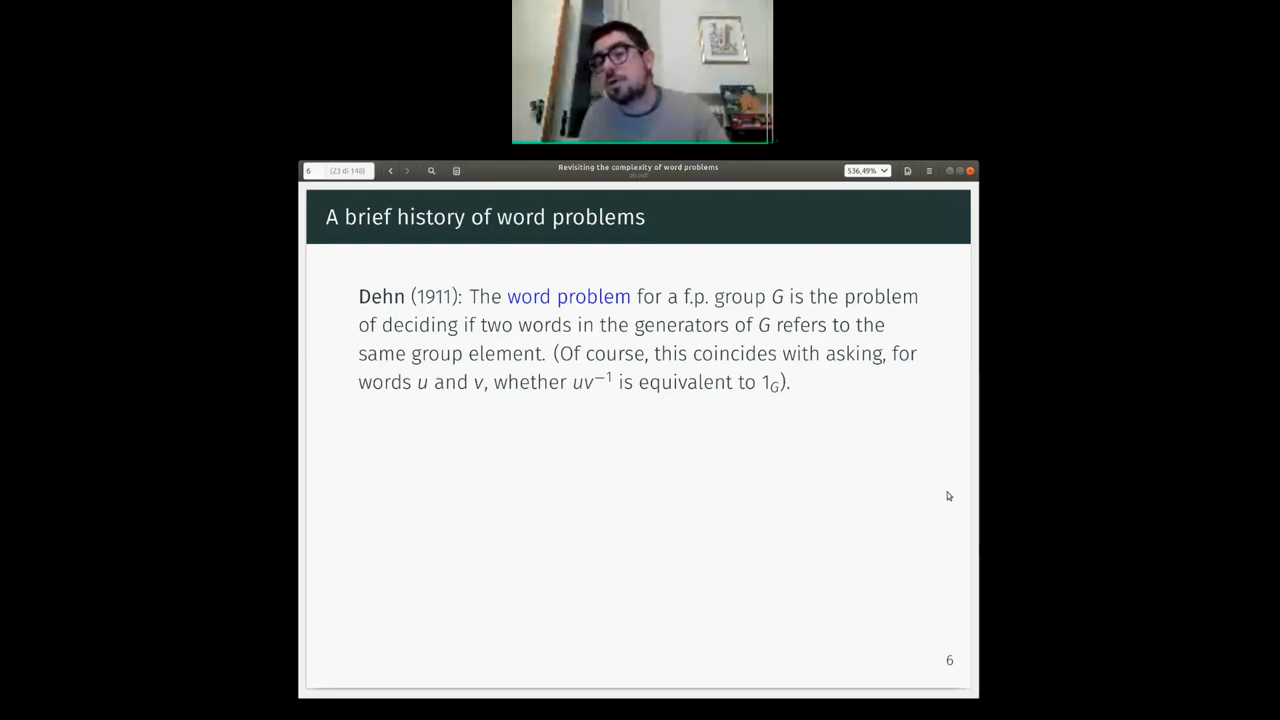 6 (23 di 148) Revisiting the complexity of word problems 536,49%
A brief history of word problems
Dehn (1911): The word problem for a f.p. group G is the problem
of deciding if two words in the generators of G refers to the
same group element. (Of course, this coincides with asking, for
words u and v, whether uv⁻¹ is equivalent to 1_G).
6